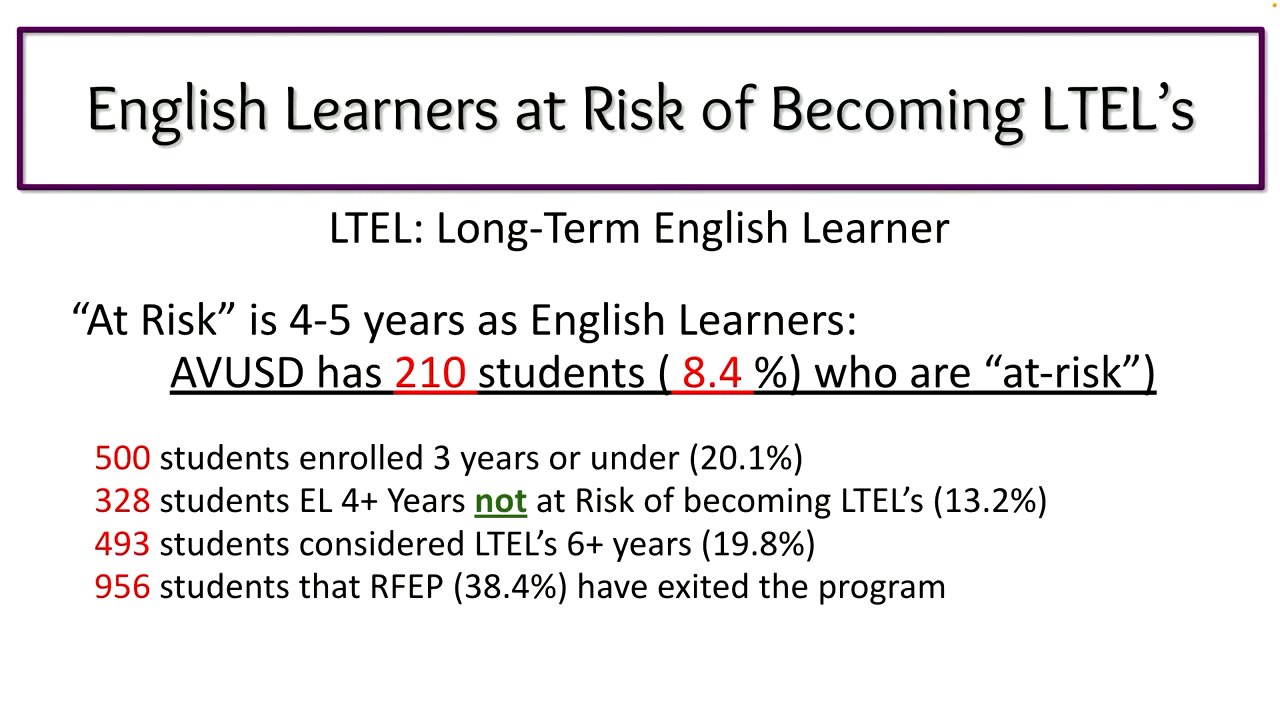 English Learners at Risk of Becoming LTEL’s
LTEL: Long-Term English Learner
“At Risk” is 4-5 years as English Learners:
AVUSD has 210 students ( 8.4 %) who are “at-risk”)
500 students enrolled 3 years or under (20.1%)
328 students EL 4+ Years not at Risk of becoming LTEL’s (13.2%)
493 students considered LTEL’s 6+ years (19.8%)
956 students that RFEP (38.4%) have exited the program